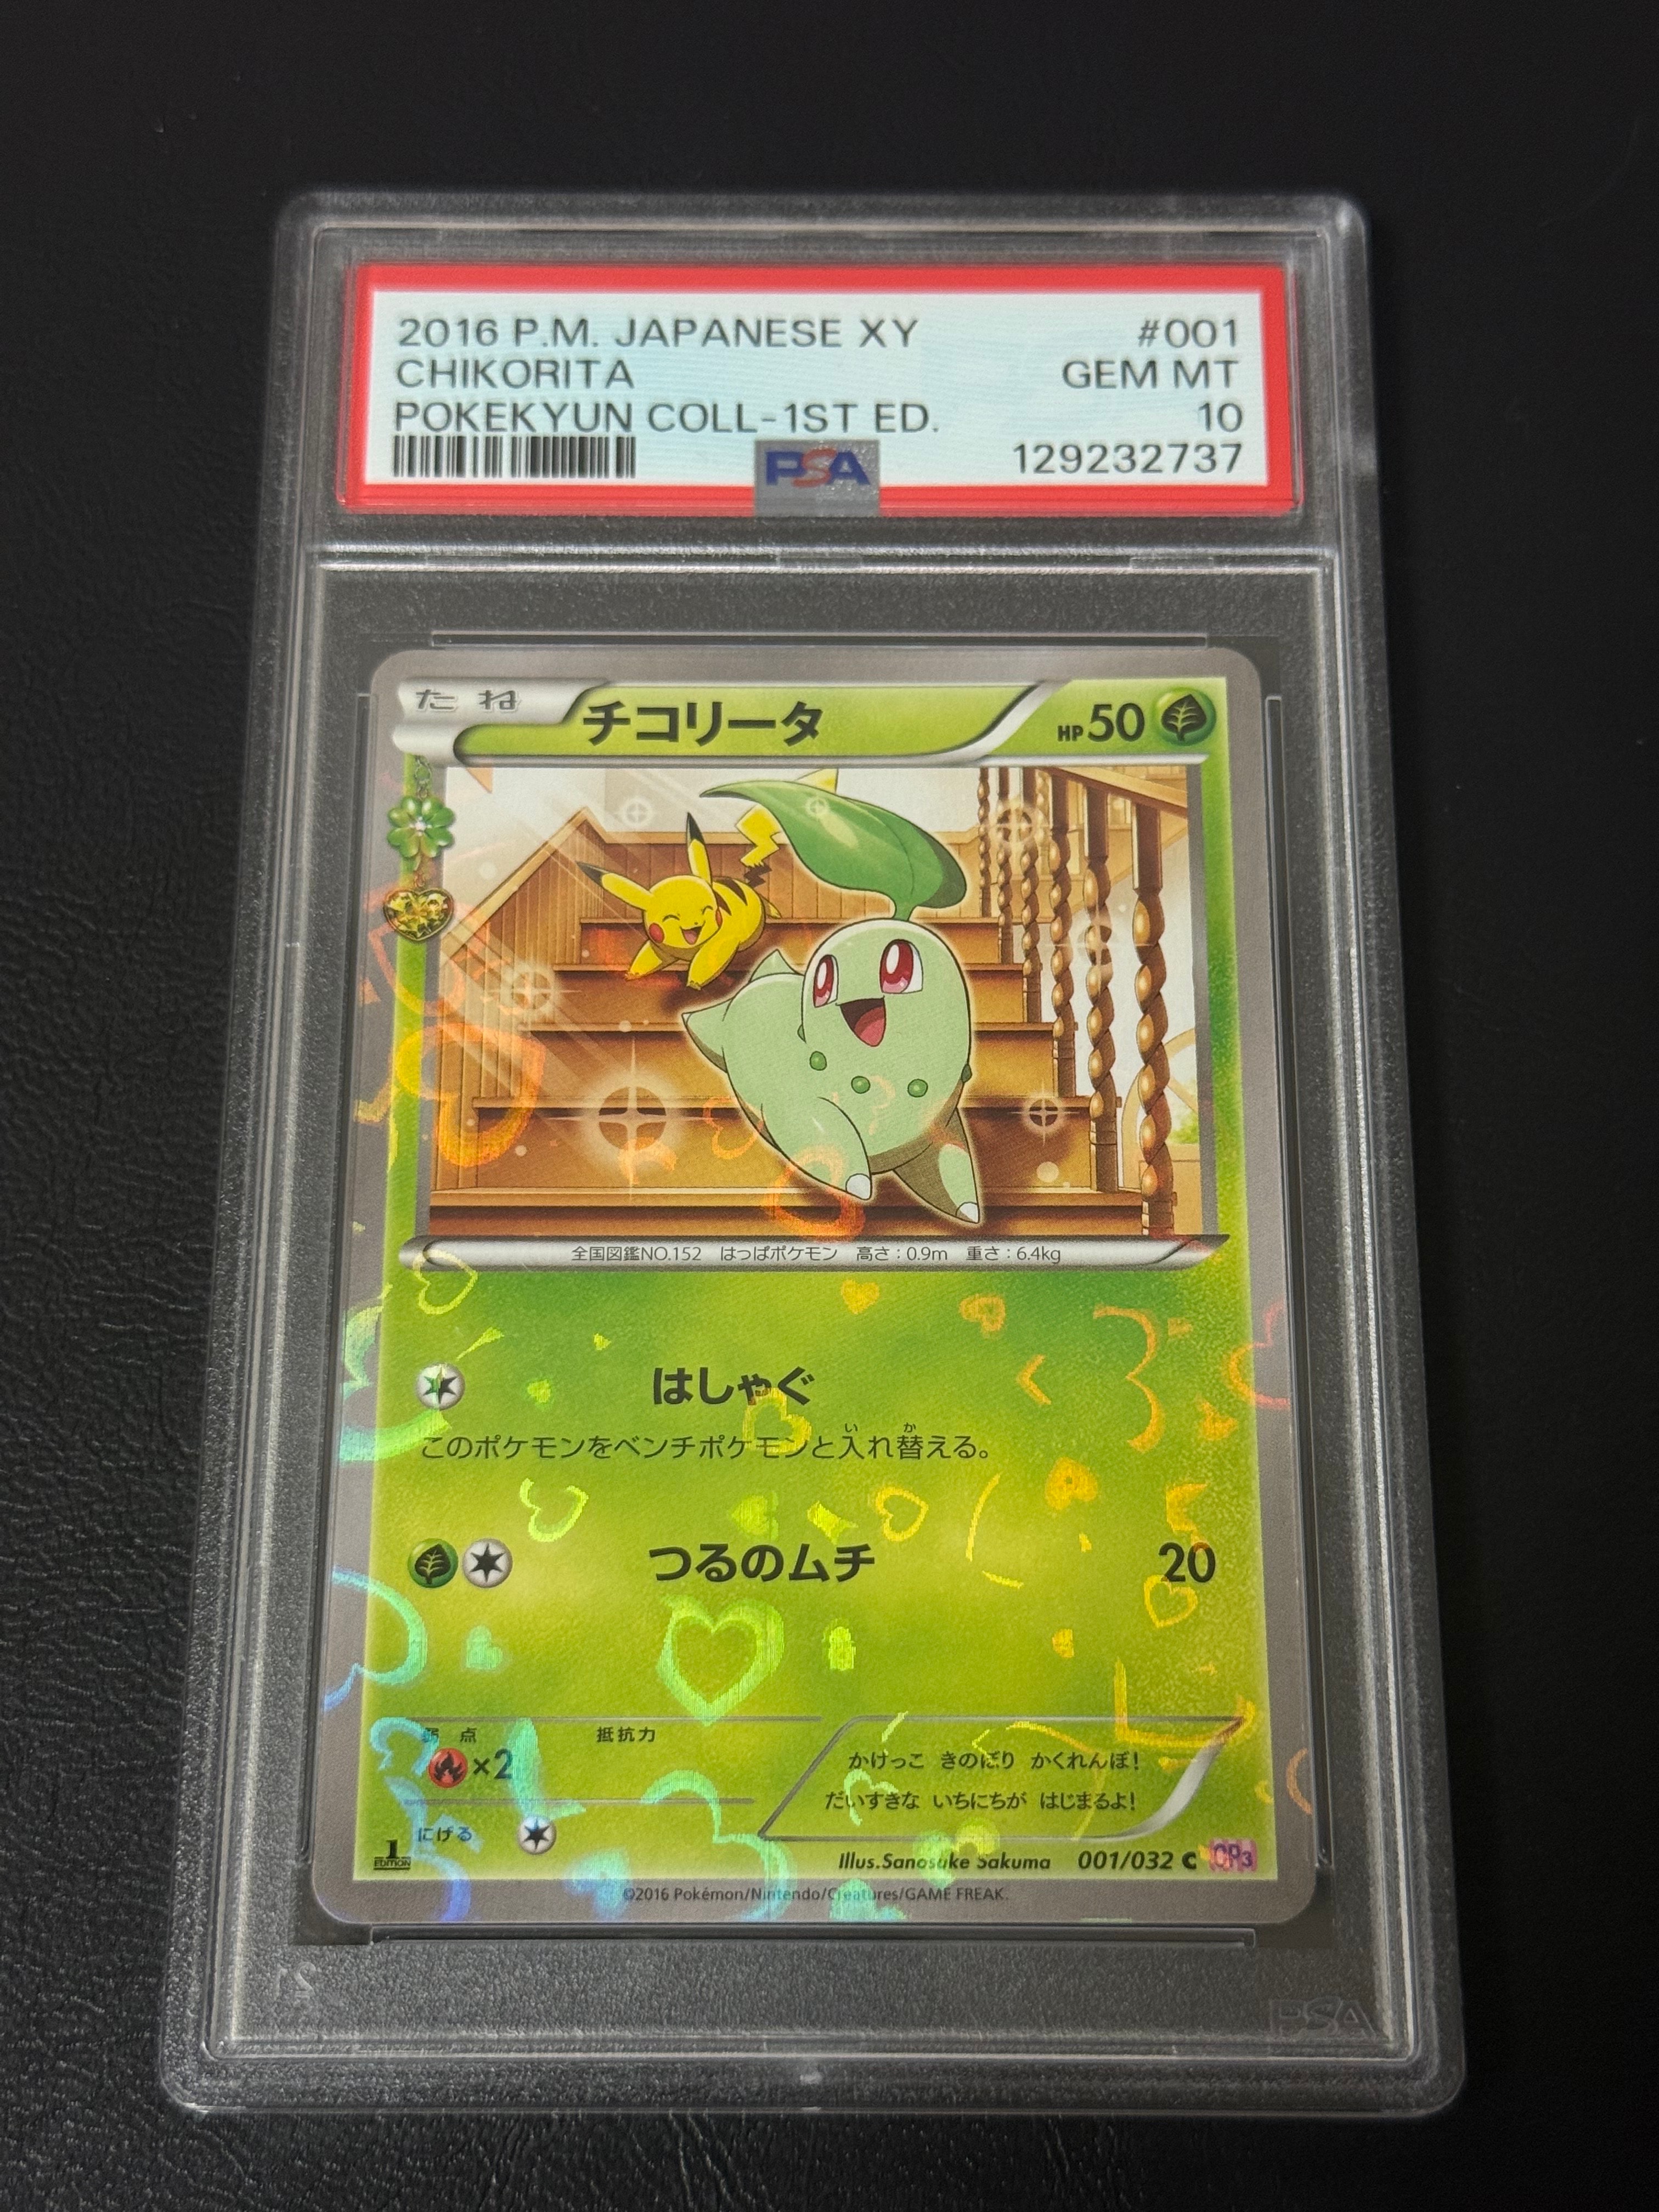 2016 P.M. JAPANESE XY #001
CHIKORITA GEM MT
POKEKYUN COLL-1ST ED. 10
129232737
PSA
たね チコリータ HP50
全国図鑑NO.152 はっぱポケモン 高さ:0.9m 重さ:6.4kg
はしゃぐ
このポケモンをベンチポケモンと入れ替える。
い か
つるのムチ 20
弱点 抵抗力
×2
かけっこ きのぼり かくれんぼ!
だいすきな いちにちが はじまるよ!
にげる
1 EDITION
Illus.Sanosuke Sakuma 001/032 C CP3
©2016 Pokémon/Nintendo/Creatures/GAME FREAK.
PSA